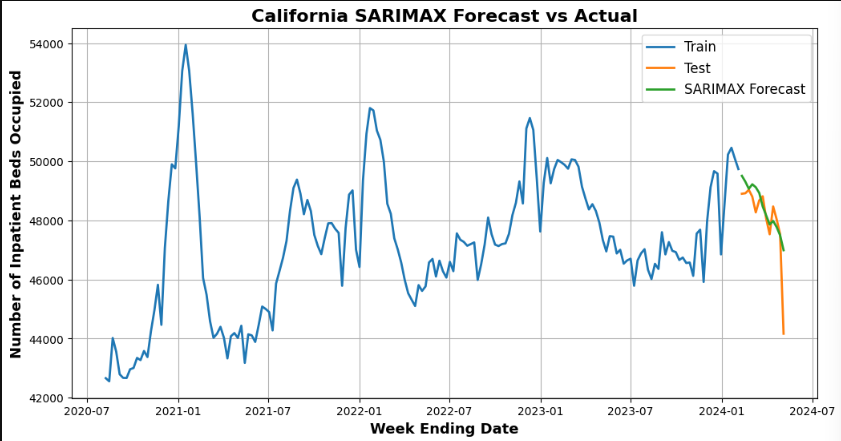 California SARIMAX Forecast vs Actual
Train
Test
SARIMAX Forecast
Number of Inpatient Beds Occupied
54000
52000
50000
48000
46000
44000
42000
2020-07
2021-01
2021-07
2022-01
2022-07
2023-01
2023-07
2024-01
2024-07
Week Ending Date